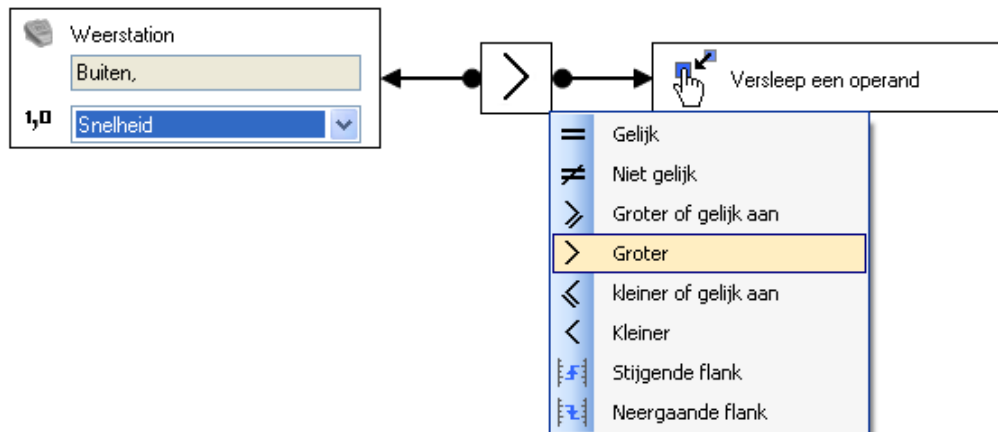 Weerstation
Buiten,
1,0 Snelheid
Versleep een operand
Gelijk
Niet gelijk
Groter of gelijk aan
Groter
kleiner of gelijk aan
Kleiner
Stijgende flank
Neergaande flank